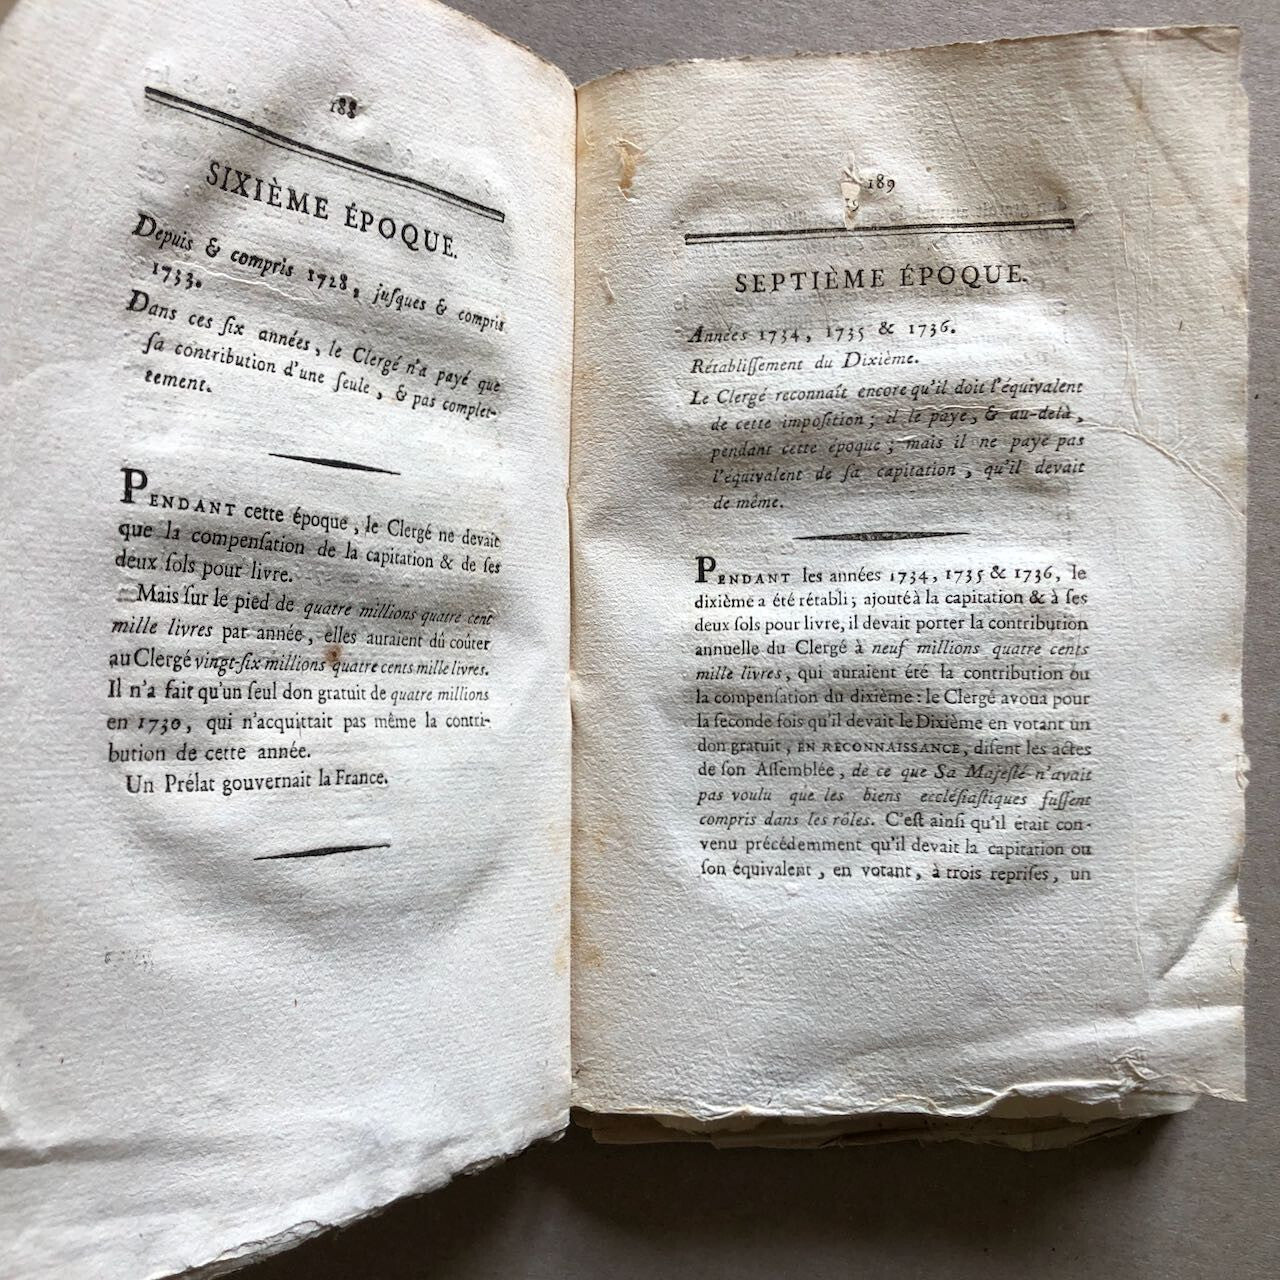 188
SIXIÈME ÉPOQUE.
Depuis & compris 1728, juſques & compris
1733.
Dans ces ſix années, le Clergé n'a payé que
ſa contribution d'une ſeule, & pas complet-
tement.
PENDANT cette époque, le Clergé ne devait
que la compenſation de la capitation & de ſes
deux ſols pour livre.
Mais ſur le pied de quatre millions quatre cent
mille livres par année, elles auraient dû coûter
au Clergé vingt-ſix millions quatre cents mille livres.
Il n'a fait qu'un ſeul don gratuit de quatre millions
en 1730, qui n'acquittait pas même la contri-
bution de cette année.
Un Prélat gouvernait la France.
189
SEPTIÈME ÉPOQUE.
Années 1734, 1735 & 1736.
Rétabliſſement du Dixième.
Le Clergé reconnaît encore qu'il doit l'équivalent
de cette impoſition; il le paye, & au-delà,
pendant cette époque; mais il ne paye pas
l'équivalent de ſa capitation, qu'il devait
de même.
PENDANT les années 1734, 1735 & 1736, le
dixième a été rétabli; ajouté à la capitation & à ſes
deux ſols pour livre, il devait porter la contribution
annuelle du Clergé à neuf millions quatre cents
mille livres, qui auraient été la contribution ou
la compenſation du dixième: le Clergé avoua pour
la ſeconde fois qu'il devait le Dixième en votant un
don gratuit, EN RECONNAISSANCE, diſent les actes
de ſon Aſſemblée, de ce que Sa Majeſté n'avait
pas voulu que les biens eccléſiaſtiques fuſſent
compris dans les rôles. C'eſt ainſi qu'il était con-
venu précédemment qu'il devait la capitation ou
ſon équivalent, en votant, à trois repriſes, un